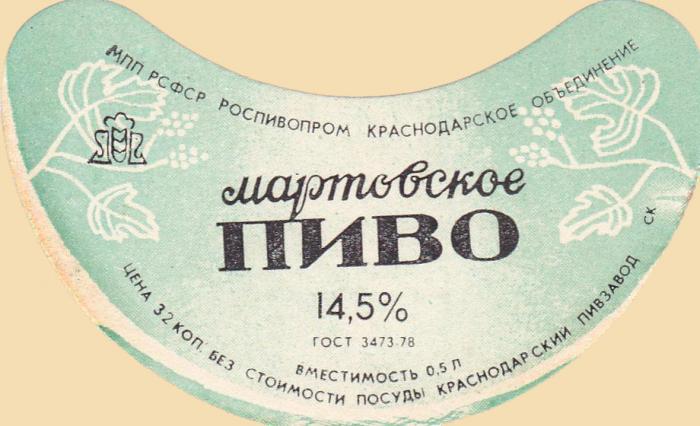 МПП РСФСР РОСПИВОПРОМ КРАСНОДАРСКОЕ ОБЪЕДИНЕНИЕ
мартовское
ПИВО
14,5%
ГОСТ 3473-78
ВМЕСТИМОСТЬ 0,5 Л
ЦЕНА 32 КОП. БЕЗ СТОИМОСТИ ПОСУДЫ КРАСНОДАРСКИЙ ПИВЗАВОД СК